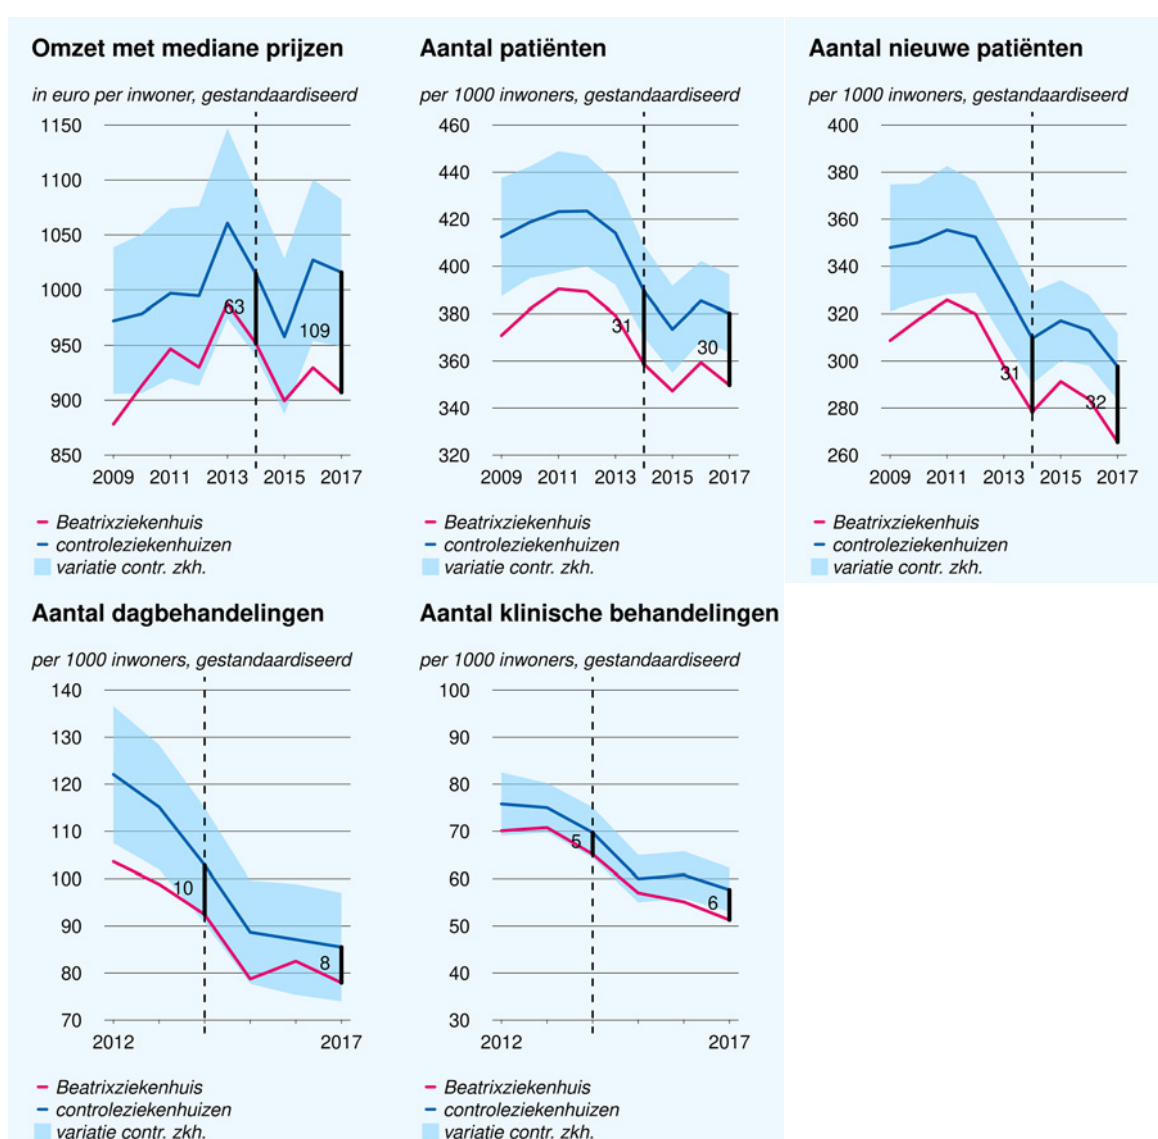 Omzet met mediane prijzen
in euro per inwoner, gestandaardiseerd
1150
1100
1050
1000
950
900
850
63
109
2009 2011 2013 2015 2017
Beatrixziekenhuis
controleziekenhuizen
variatie contr. zkh.
Aantal patiënten
per 1000 inwoners, gestandaardiseerd
460
440
420
400
380
360
340
320
31
30
2009 2011 2013 2015 2017
Beatrixziekenhuis
controleziekenhuizen
variatie contr. zkh.
Aantal nieuwe patiënten
per 1000 inwoners, gestandaardiseerd
400
380
360
340
320
300
280
260
31
32
2009 2011 2013 2015 2017
Beatrixziekenhuis
controleziekenhuizen
variatie contr. zkh.
Aantal dagbehandelingen
per 1000 inwoners, gestandaardiseerd
140
130
120
110
100
90
80
70
10
8
2012 2017
Beatrixziekenhuis
controleziekenhuizen
variatie contr. zkh.
Aantal klinische behandelingen
per 1000 inwoners, gestandaardiseerd
100
90
80
70
60
50
40
30
5
6
2012 2017
Beatrixziekenhuis
controleziekenhuizen
variatie contr. zkh.